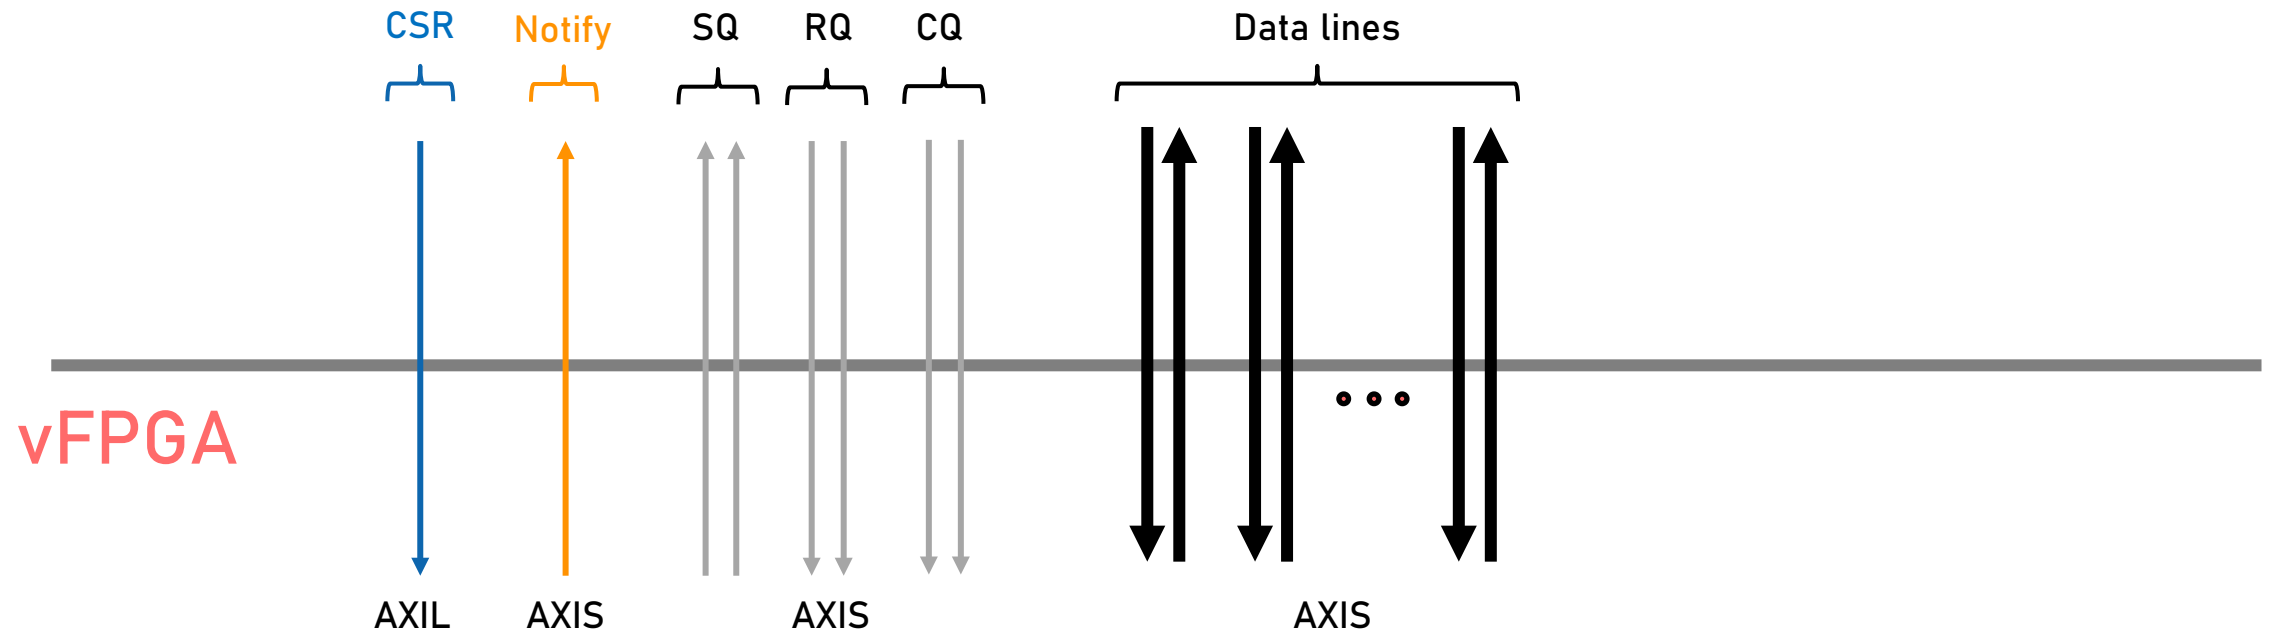 CSR
Notify
SQ
RQ
CQ
Data lines
vFPGA
AXIL
AXIS
AXIS
AXIS